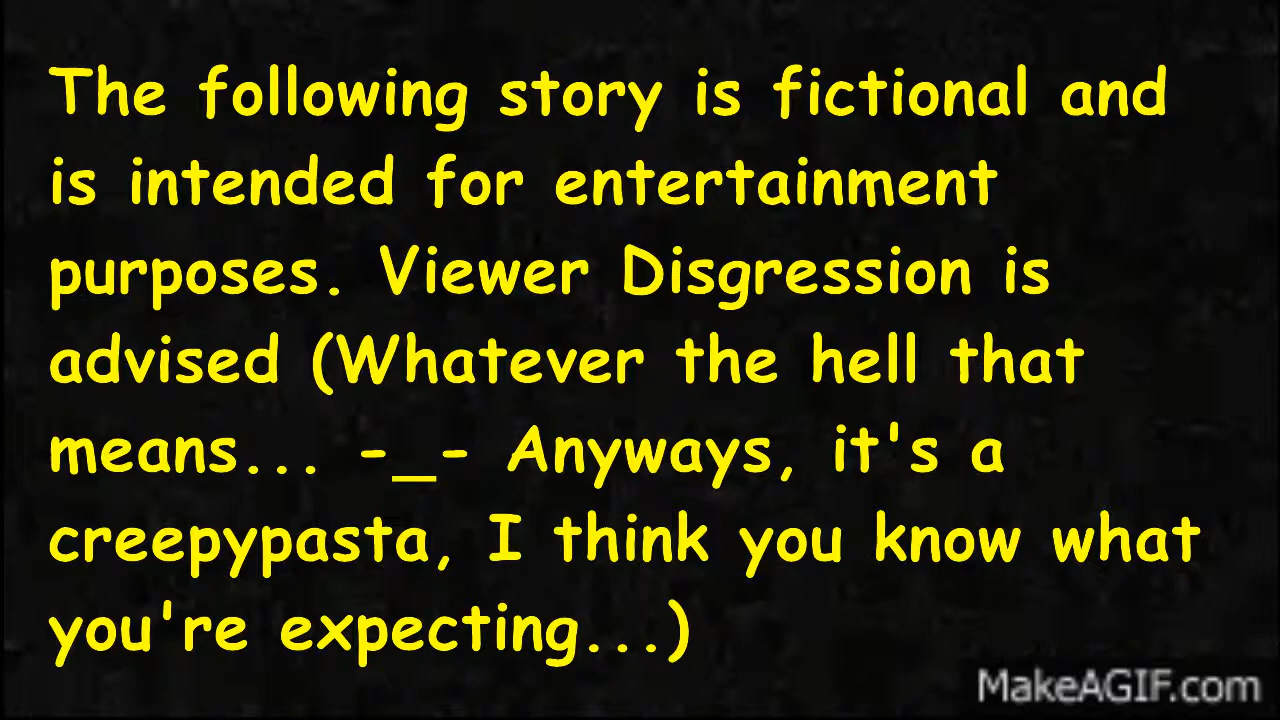 The following story is fictional and
is intended for entertainment
purposes. Viewer Disgression is
advised (Whatever the hell that
means... -_- Anyways, it's a
creepypasta, I think you know what
you're expecting...)
MakeAGIF.com